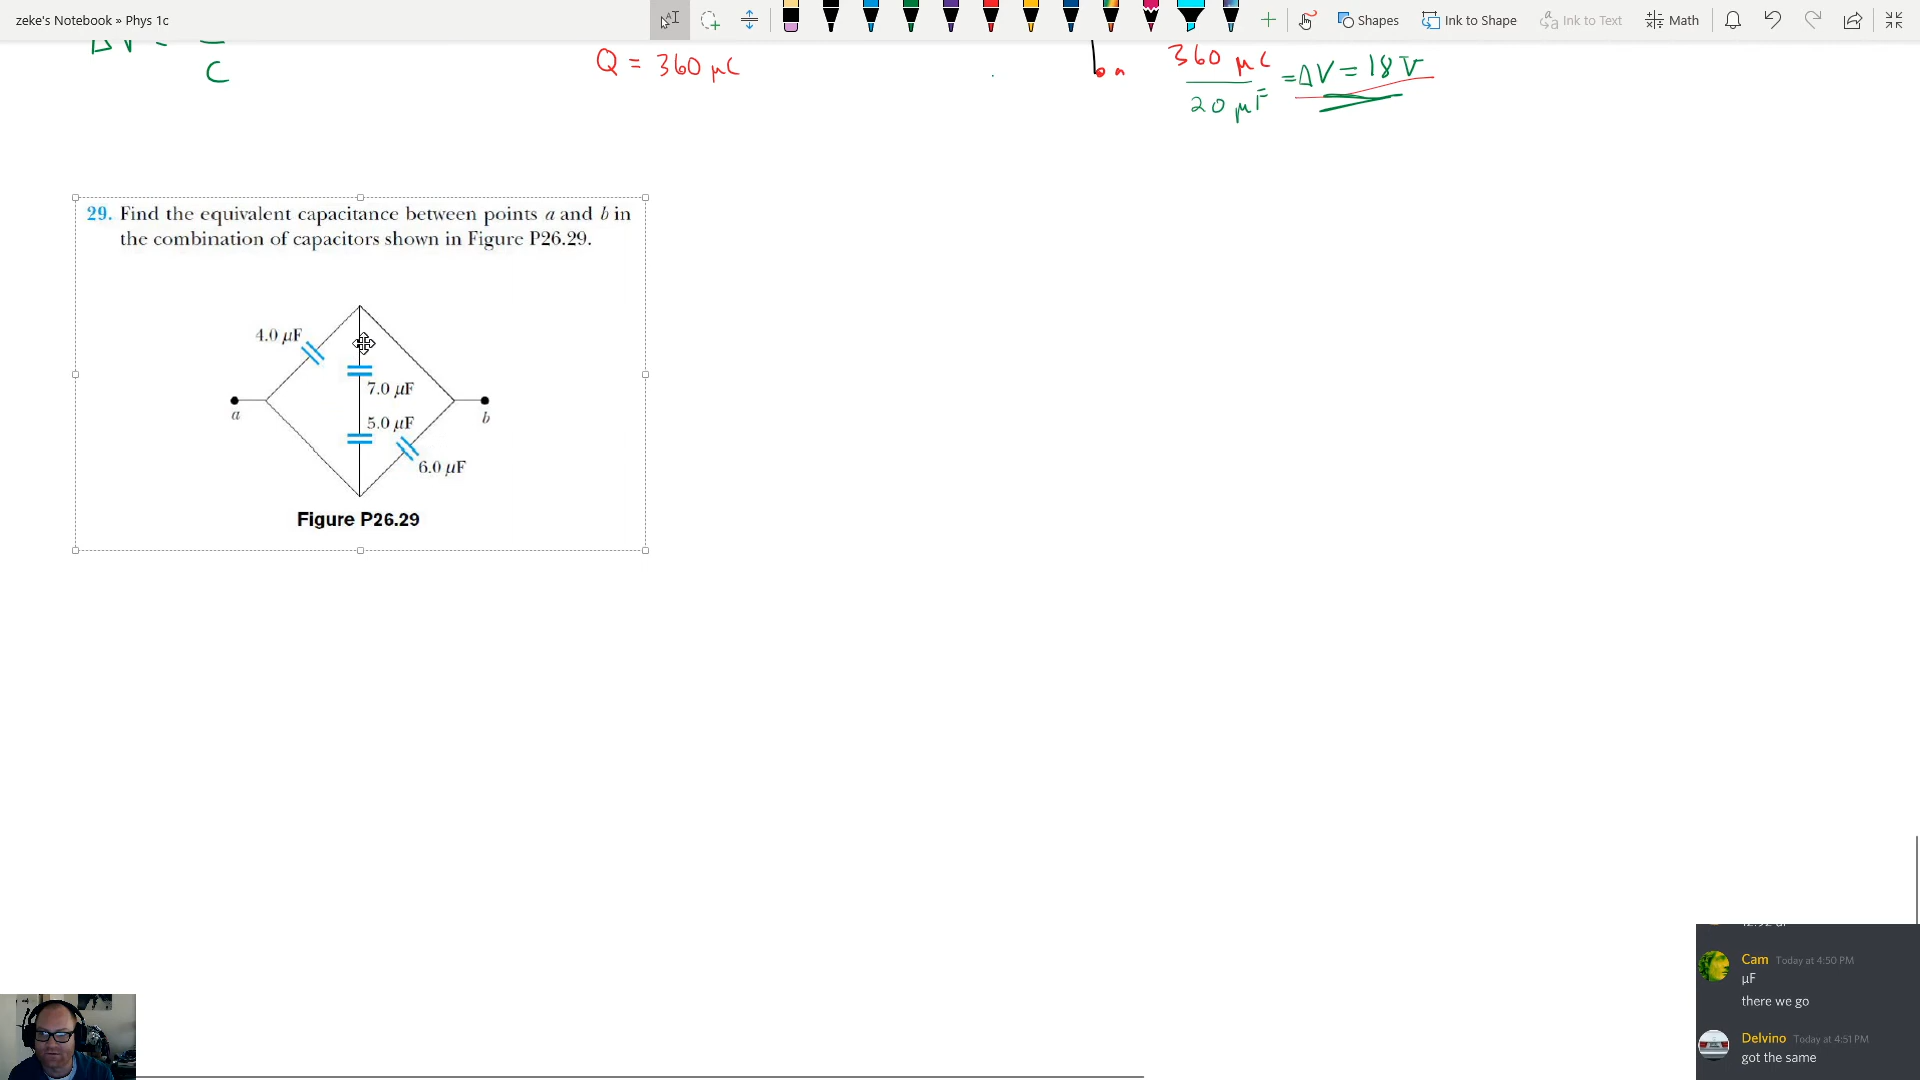 zeke's Notebook » Phys 1c
Shapes
Ink to Shape
Ink to Text
Math
ΔV =
C
Q = 360 μC
360 μC
20 μF
= ΔV = 18 V
29. Find the equivalent capacitance between points a and b in
the combination of capacitors shown in Figure P26.29.
4.0 μF
7.0 μF
5.0 μF
6.0 μF
a
b
Figure P26.29
Cam Today at 4:50 PM
μF
there we go
Delvino Today at 4:51 PM
got the same